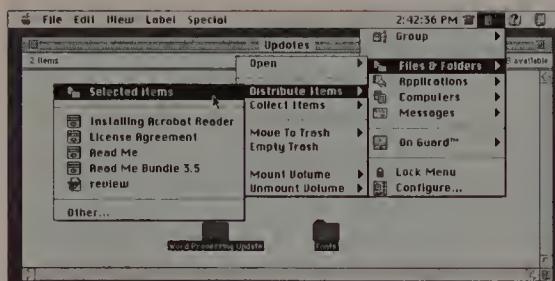 File Edit View Label Special 2:42:36 PM
Updates
2 items
available
Group
Files & Folders
Applications
Computers
Messages
On Guard™
Lock Menu
Configure...
Open
Distribute Items
Collect Items
Move To Trash
Empty Trash
Mount Volume
Unmount Volume
Selected Items
Installing Acrobat Reader
License Agreement
Read Me
Read Me Bundle 3.5
review
Other...
Word Processing Update
Fonts